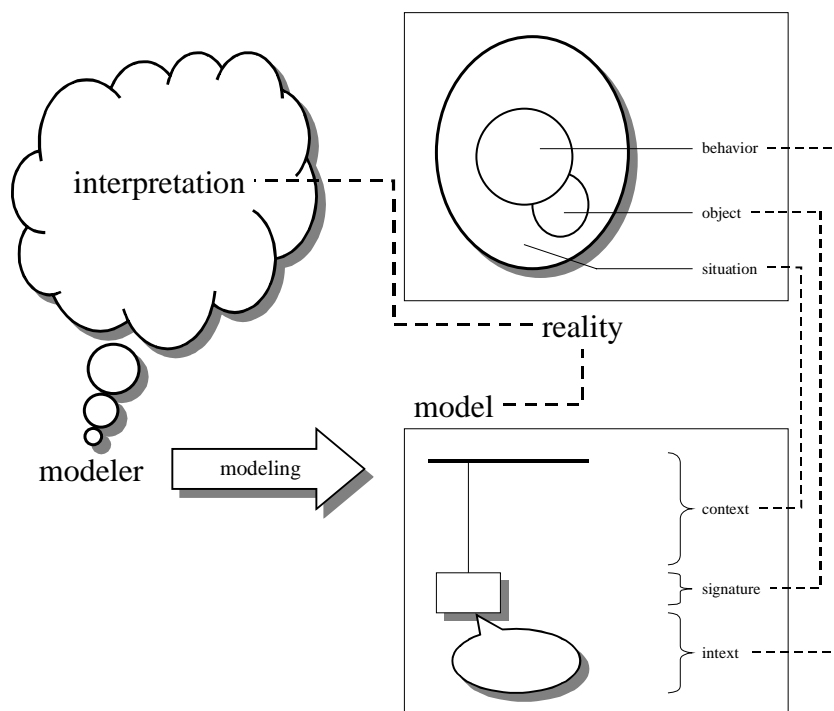 behavior
interpretation
object
situation
reality
model
modeler
modeling
context
signature
intext